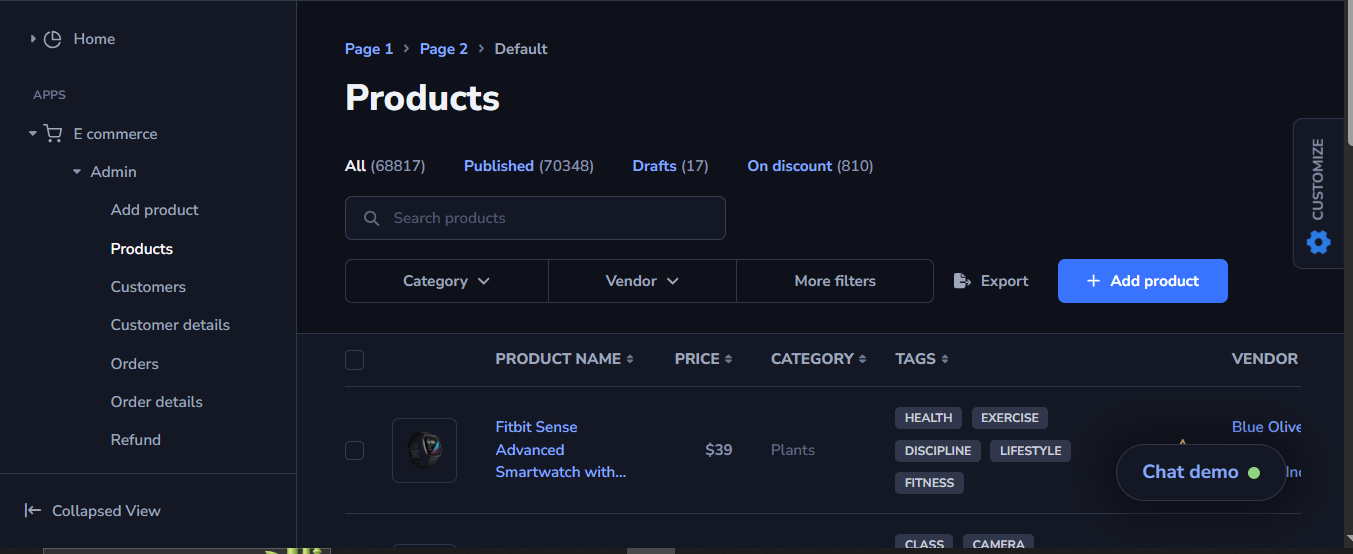 Home
APPS
E commerce
Admin
Add product
Products
Customers
Customer details
Orders
Order details
Refund
Collapsed View
Page 1 > Page 2 > Default
Products
All (68817) Published (70348) Drafts (17) On discount (810)
Search products
Category Vendor More filters Export + Add product
CUSTOMIZE
PRODUCT NAME PRICE CATEGORY TAGS VENDOR
Fitbit Sense
Advanced
Smartwatch with...
$39
Plants
HEALTH EXERCISE
DISCIPLINE LIFESTYLE
FITNESS
Blue Olive
Chat demo
CLASS CAMERA